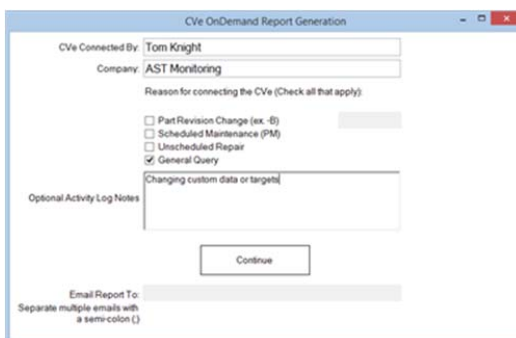 CVe OnDemand Report Generation
CVe Connected By: Tom Knight
Company: AST Monitoring
Reason for connecting the CVe (Check all that apply):
Part Revision Change (ex. -B)
Scheduled Maintenance (PM)
Unscheduled Repair
General Query
Changing custom data or targets
Optional Activity Log Notes
Continue
Email Report To:
Separate multiple emails with
a semi-colon (;)